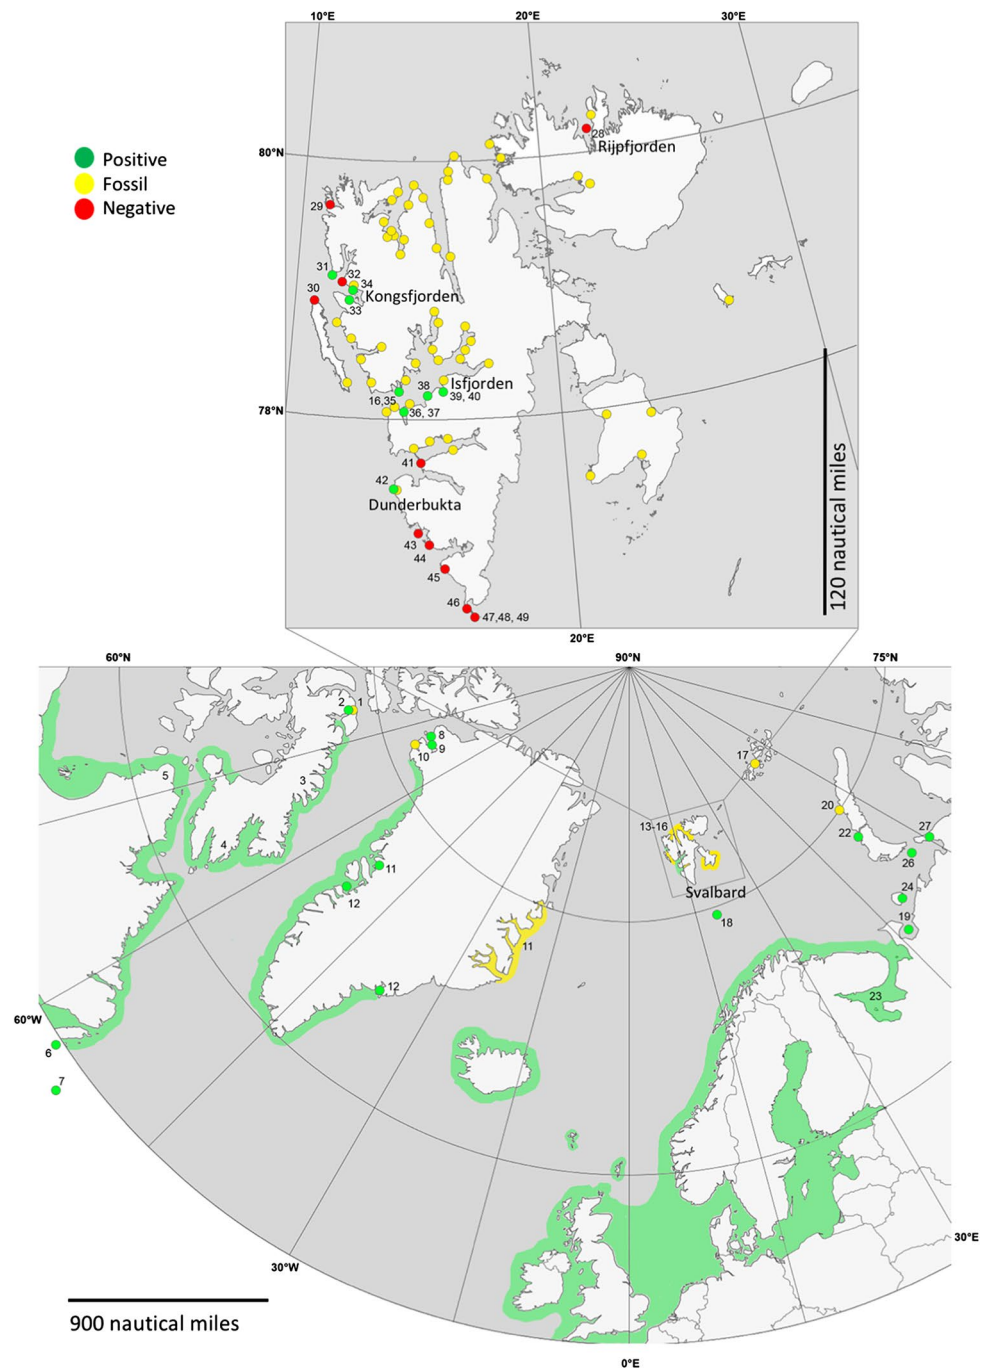 10°E 20°E 30°E
Positive
Fossil
Negative
80°N
28
Rijpfjorden
29
31
32
34
30
33
Kongsfjorden
38
Isfjorden
16,35
39, 40
78°N
36, 37
41
42
Dunderbukta
43
44
45
46
47,48, 49
120 nautical miles
20°E
60°N 90°N 75°N
2 1
8
9
10
17
5
3
4
20
22
27
26
13-16
Svalbard
24
19
18
11
12
11
12
23
60°W
6
7
30°E
30°W
900 nautical miles
0°E